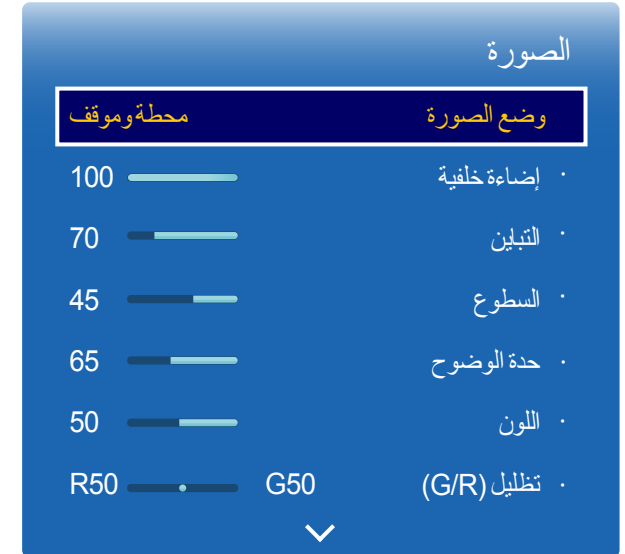 الصورة
وضع الصورة محطة وموقف
· إضاءة خلفية 100
· التباين 70
· السطوع 45
· حدة الوضوح 65
· اللون 50
· تظليل (G/R) G50 R50